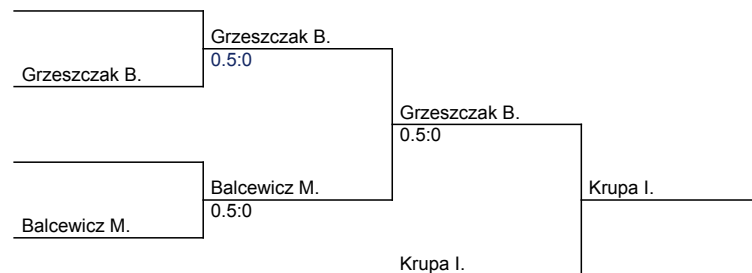 Grzeszczak B.
Grzeszczak B.
0.5:0
Grzeszczak B.
0.5:0
Balcewicz M.
Krupa I.
0.5:0
Balcewicz M.
Krupa I.